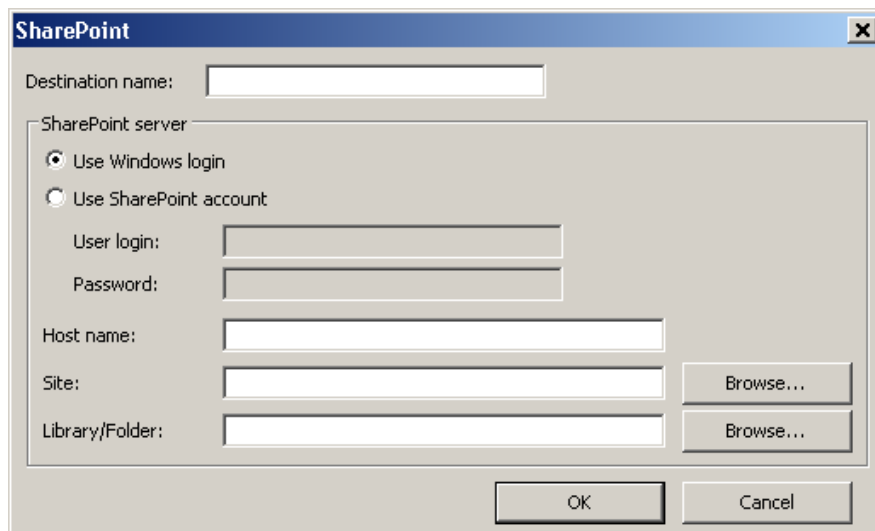 SharePoint
Destination name:
SharePoint server
Use Windows login
Use SharePoint account
User login:
Password:
Host name:
Site:
Browse...
Library/Folder:
Browse...
OK
Cancel